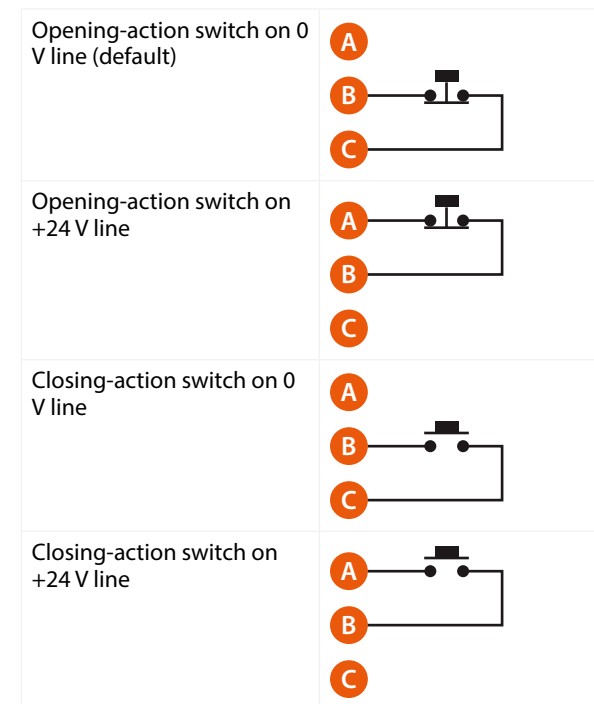 Opening-action switch on 0
V line (default)
A
B
C
Opening-action switch on
+24 V line
A
B
C
Closing-action switch on 0
V line
A
B
C
Closing-action switch on
+24 V line
A
B
C